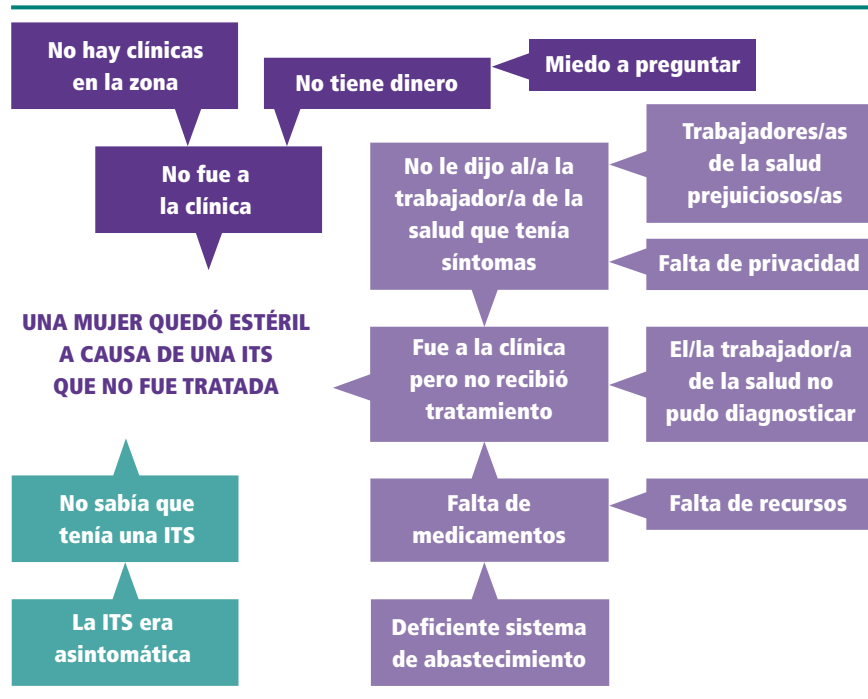 No hay clínicas
en la zona
No tiene dinero
Miedo a preguntar
No fue a
la clínica
No le dijo al/a la
trabajador/a de la
salud que tenía
síntomas
Trabajadores/as
de la salud
prejuiciosos/as
Falta de privacidad
UNA MUJER QUEDÓ ESTÉRIL
A CAUSA DE UNA ITS
QUE NO FUE TRATADA
Fue a la clínica
pero no recibió
tratamiento
El/la trabajador/a
de la salud no
pudo diagnosticar
No sabía que
tenía una ITS
Falta de
medicamentos
Falta de recursos
La ITS era
asintomática
Deficiente sistema
de abastecimiento